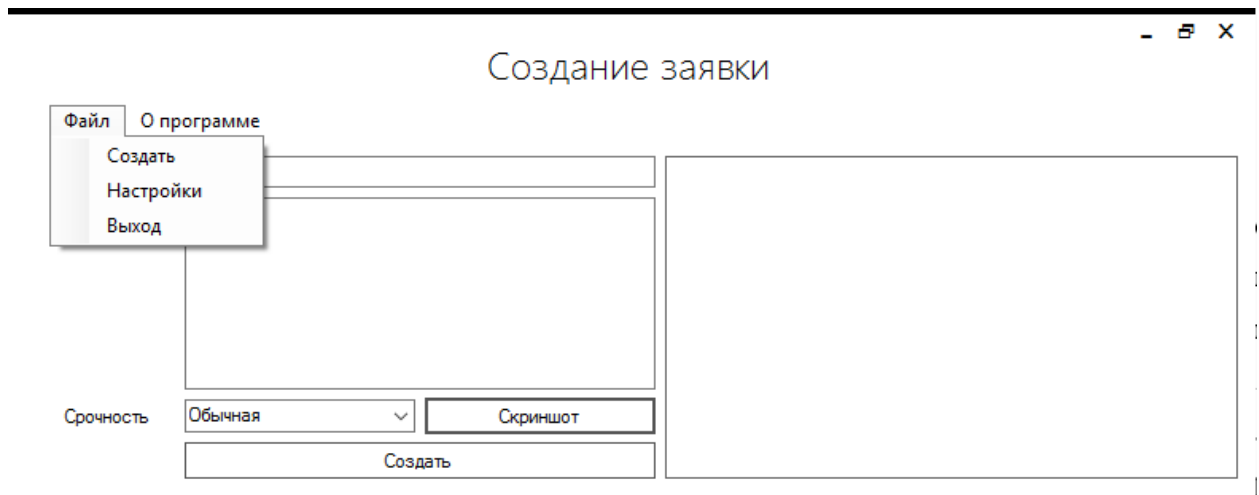 Создание заявки
Файл О программе
Создать
Настройки
Выход
Срочность Обычная Скриншот
Создать